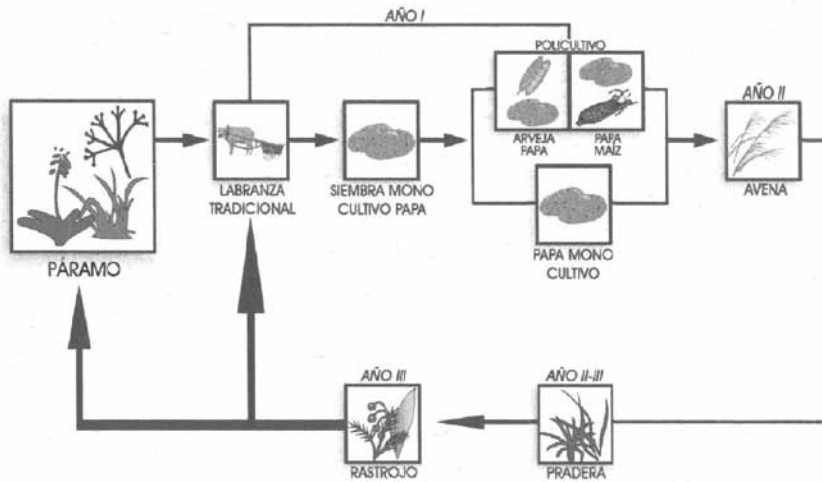 AÑO I
POLICULTIVO
AÑO II
ARVEJA
PAPA
PAPA
MAÍZ
LABRANZA
TRADICIONAL
SIEMBRA MONO
CULTIVO PAPA
AVENA
PÁRAMO
PAPA MONO
CULTIVO
AÑO III
AÑO II-III
RASTROJO
PRADERA